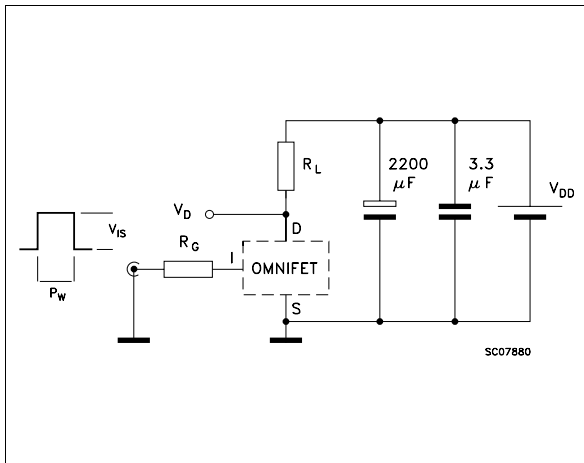 R_L
2200
μF
3.3
μF
V_DD
V_D
D
V_IS
R_G
I
OMNIFET
P_W
S
SC07880